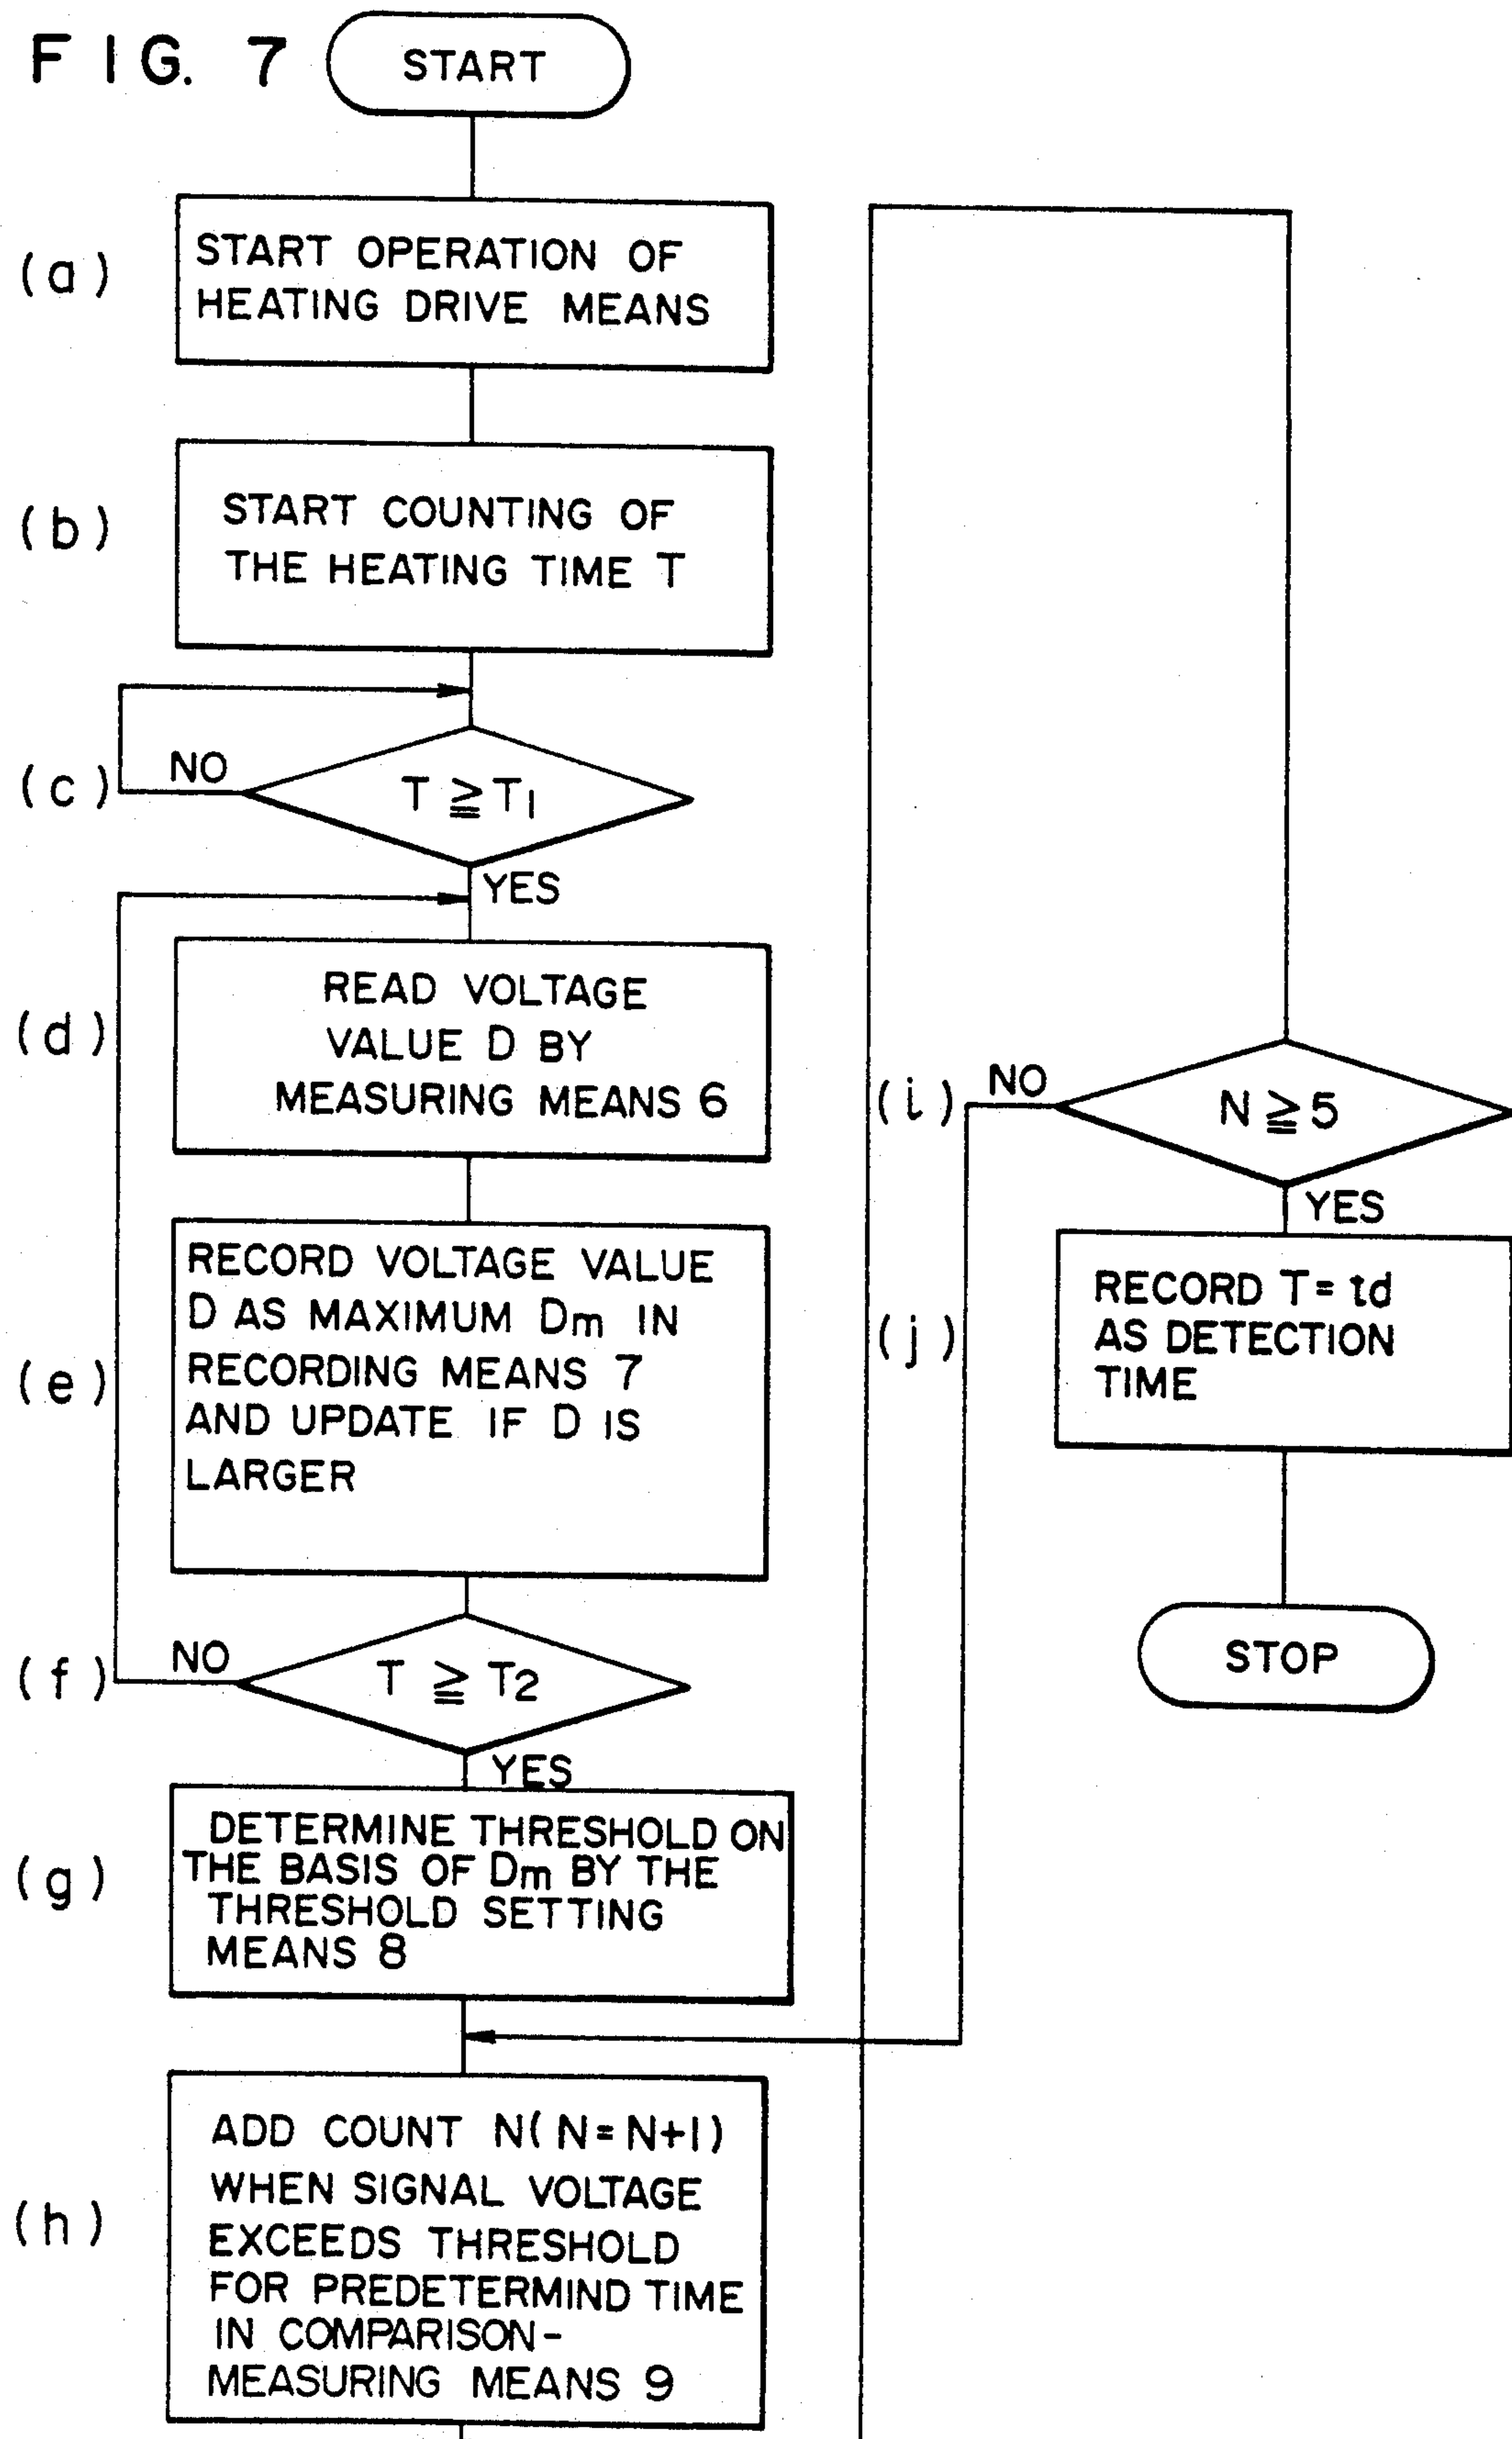 FIG. 7
START
(a)
START OPERATION OF
HEATING DRIVE MEANS
(b)
START COUNTING OF
THE HEATING TIME T
(c)
NO
T ≧ T1
YES
(d)
READ VOLTAGE
VALUE D BY
MEASURING MEANS 6
(e)
RECORD VOLTAGE VALUE
D AS MAXIMUM Dm IN
RECORDING MEANS 7
AND UPDATE IF D IS
LARGER
(f)
NO
T ≧ T2
YES
(g)
DETERMINE THRESHOLD ON
THE BASIS OF Dm BY THE
THRESHOLD SETTING
MEANS 8
(h)
ADD COUNT N(N=N+1)
WHEN SIGNAL VOLTAGE
EXCEEDS THRESHOLD
FOR PREDETERMIND TIME
IN COMPARISON-
MEASURING MEANS 9
(i)
NO
N ≧ 5
YES
(j)
RECORD T= td
AS DETECTION
TIME
STOP